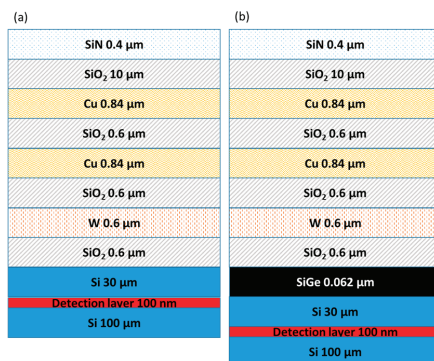 (a)
SiN 0.4 µm
SiO₂ 10 µm
Cu 0.84 µm
SiO₂ 0.6 µm
Cu 0.84 µm
SiO₂ 0.6 µm
W 0.6 µm
SiO₂ 0.6 µm
Si 30 µm
Detection layer 100 nm
Si 100 µm
(b)
SiN 0.4 µm
SiO₂ 10 µm
Cu 0.84 µm
SiO₂ 0.6 µm
Cu 0.84 µm
SiO₂ 0.6 µm
W 0.6 µm
SiO₂ 0.6 µm
SiGe 0.062 µm
Si 30 µm
Detection layer 100 nm
Si 100 µm